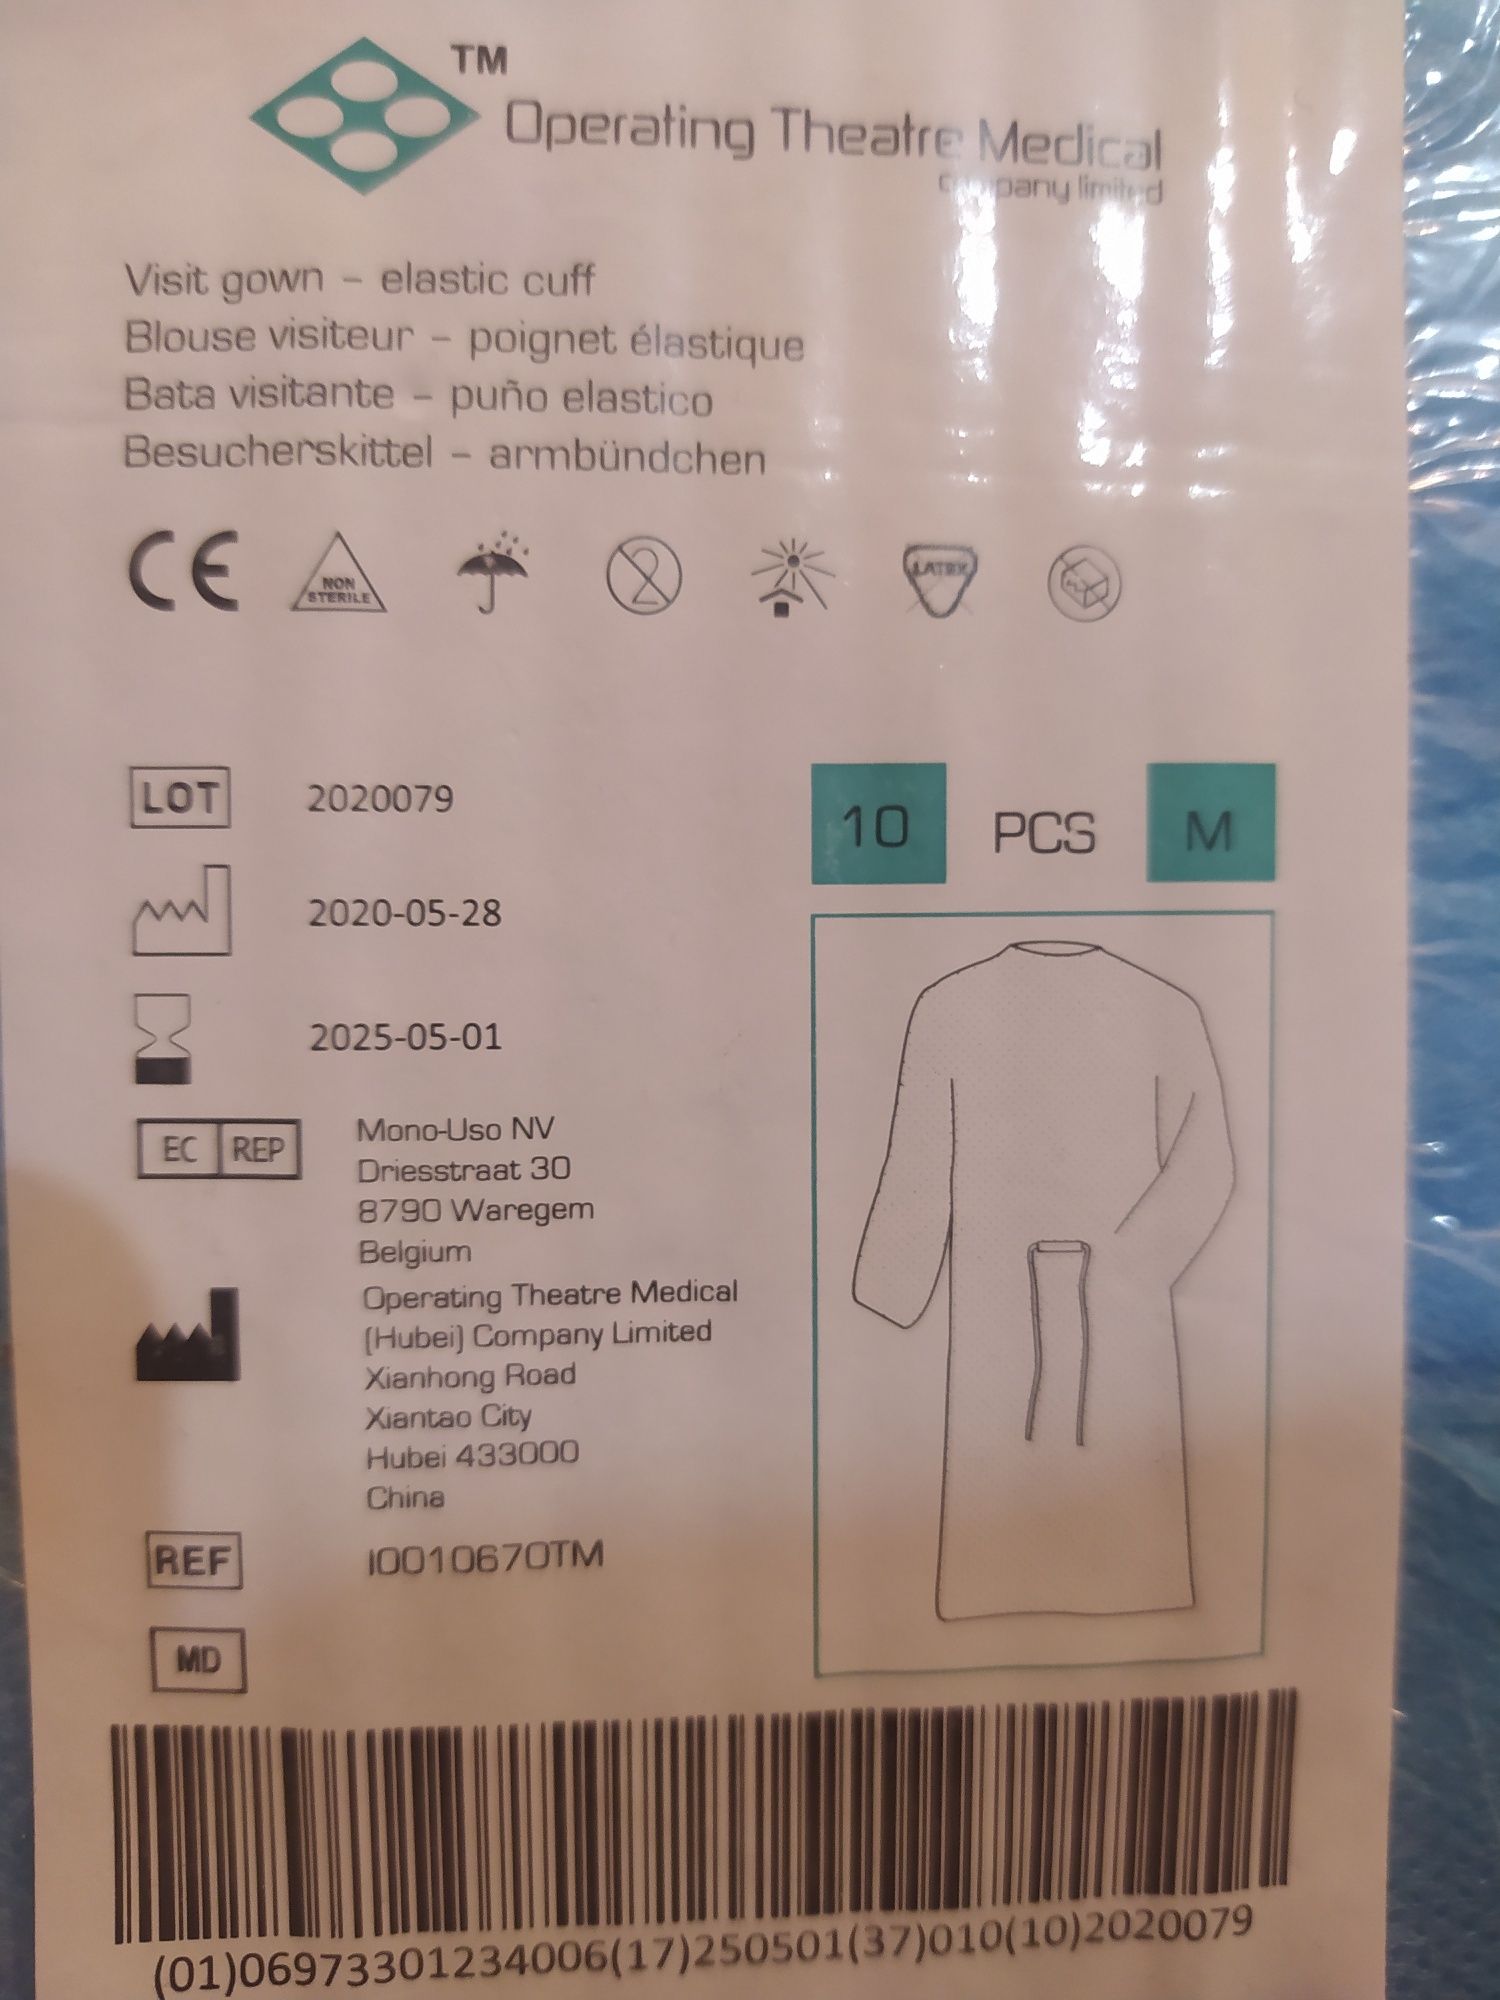 TM
Operating Theatre Medical
company limited
Visit gown – elastic cuff
Blouse visiteur – poignet élastique
Bata visitante – puño elastico
Besucherskittel – armbündchen
CE
NON
STERILE
2
LATEX
LOT 2020079
10 PCS M
2020-05-28
2025-05-01
EC REP
Mono-Uso NV
Driesstraat 30
8790 Waregem
Belgium
Operating Theatre Medical
(Hubei) Company Limited
Xianhong Road
Xiantao City
Hubei 433000
China
REF I0010670TM
MD
(01)06973301234006(17)250501(37)010(10)2020079